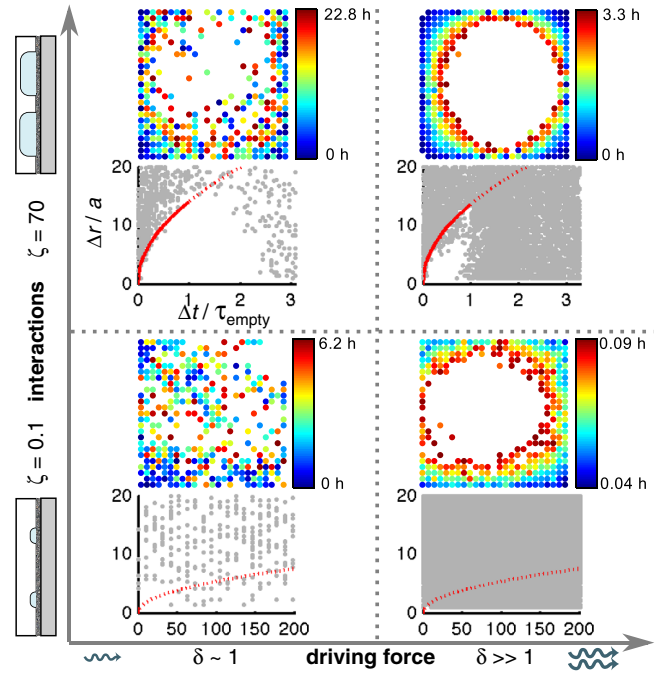 22.8 h
0 h
3.3 h
0 h
20
10
0
Δr / a
0 1 2 3
Δt / τempty
20
10
0
0 1 2 3
interactions ζ = 70
ζ = 0.1
6.2 h
0 h
0.09 h
0.04 h
20
10
0
0 50 100 150 200
20
10
0
0 50 100 150 200
δ ~ 1 driving force δ >> 1